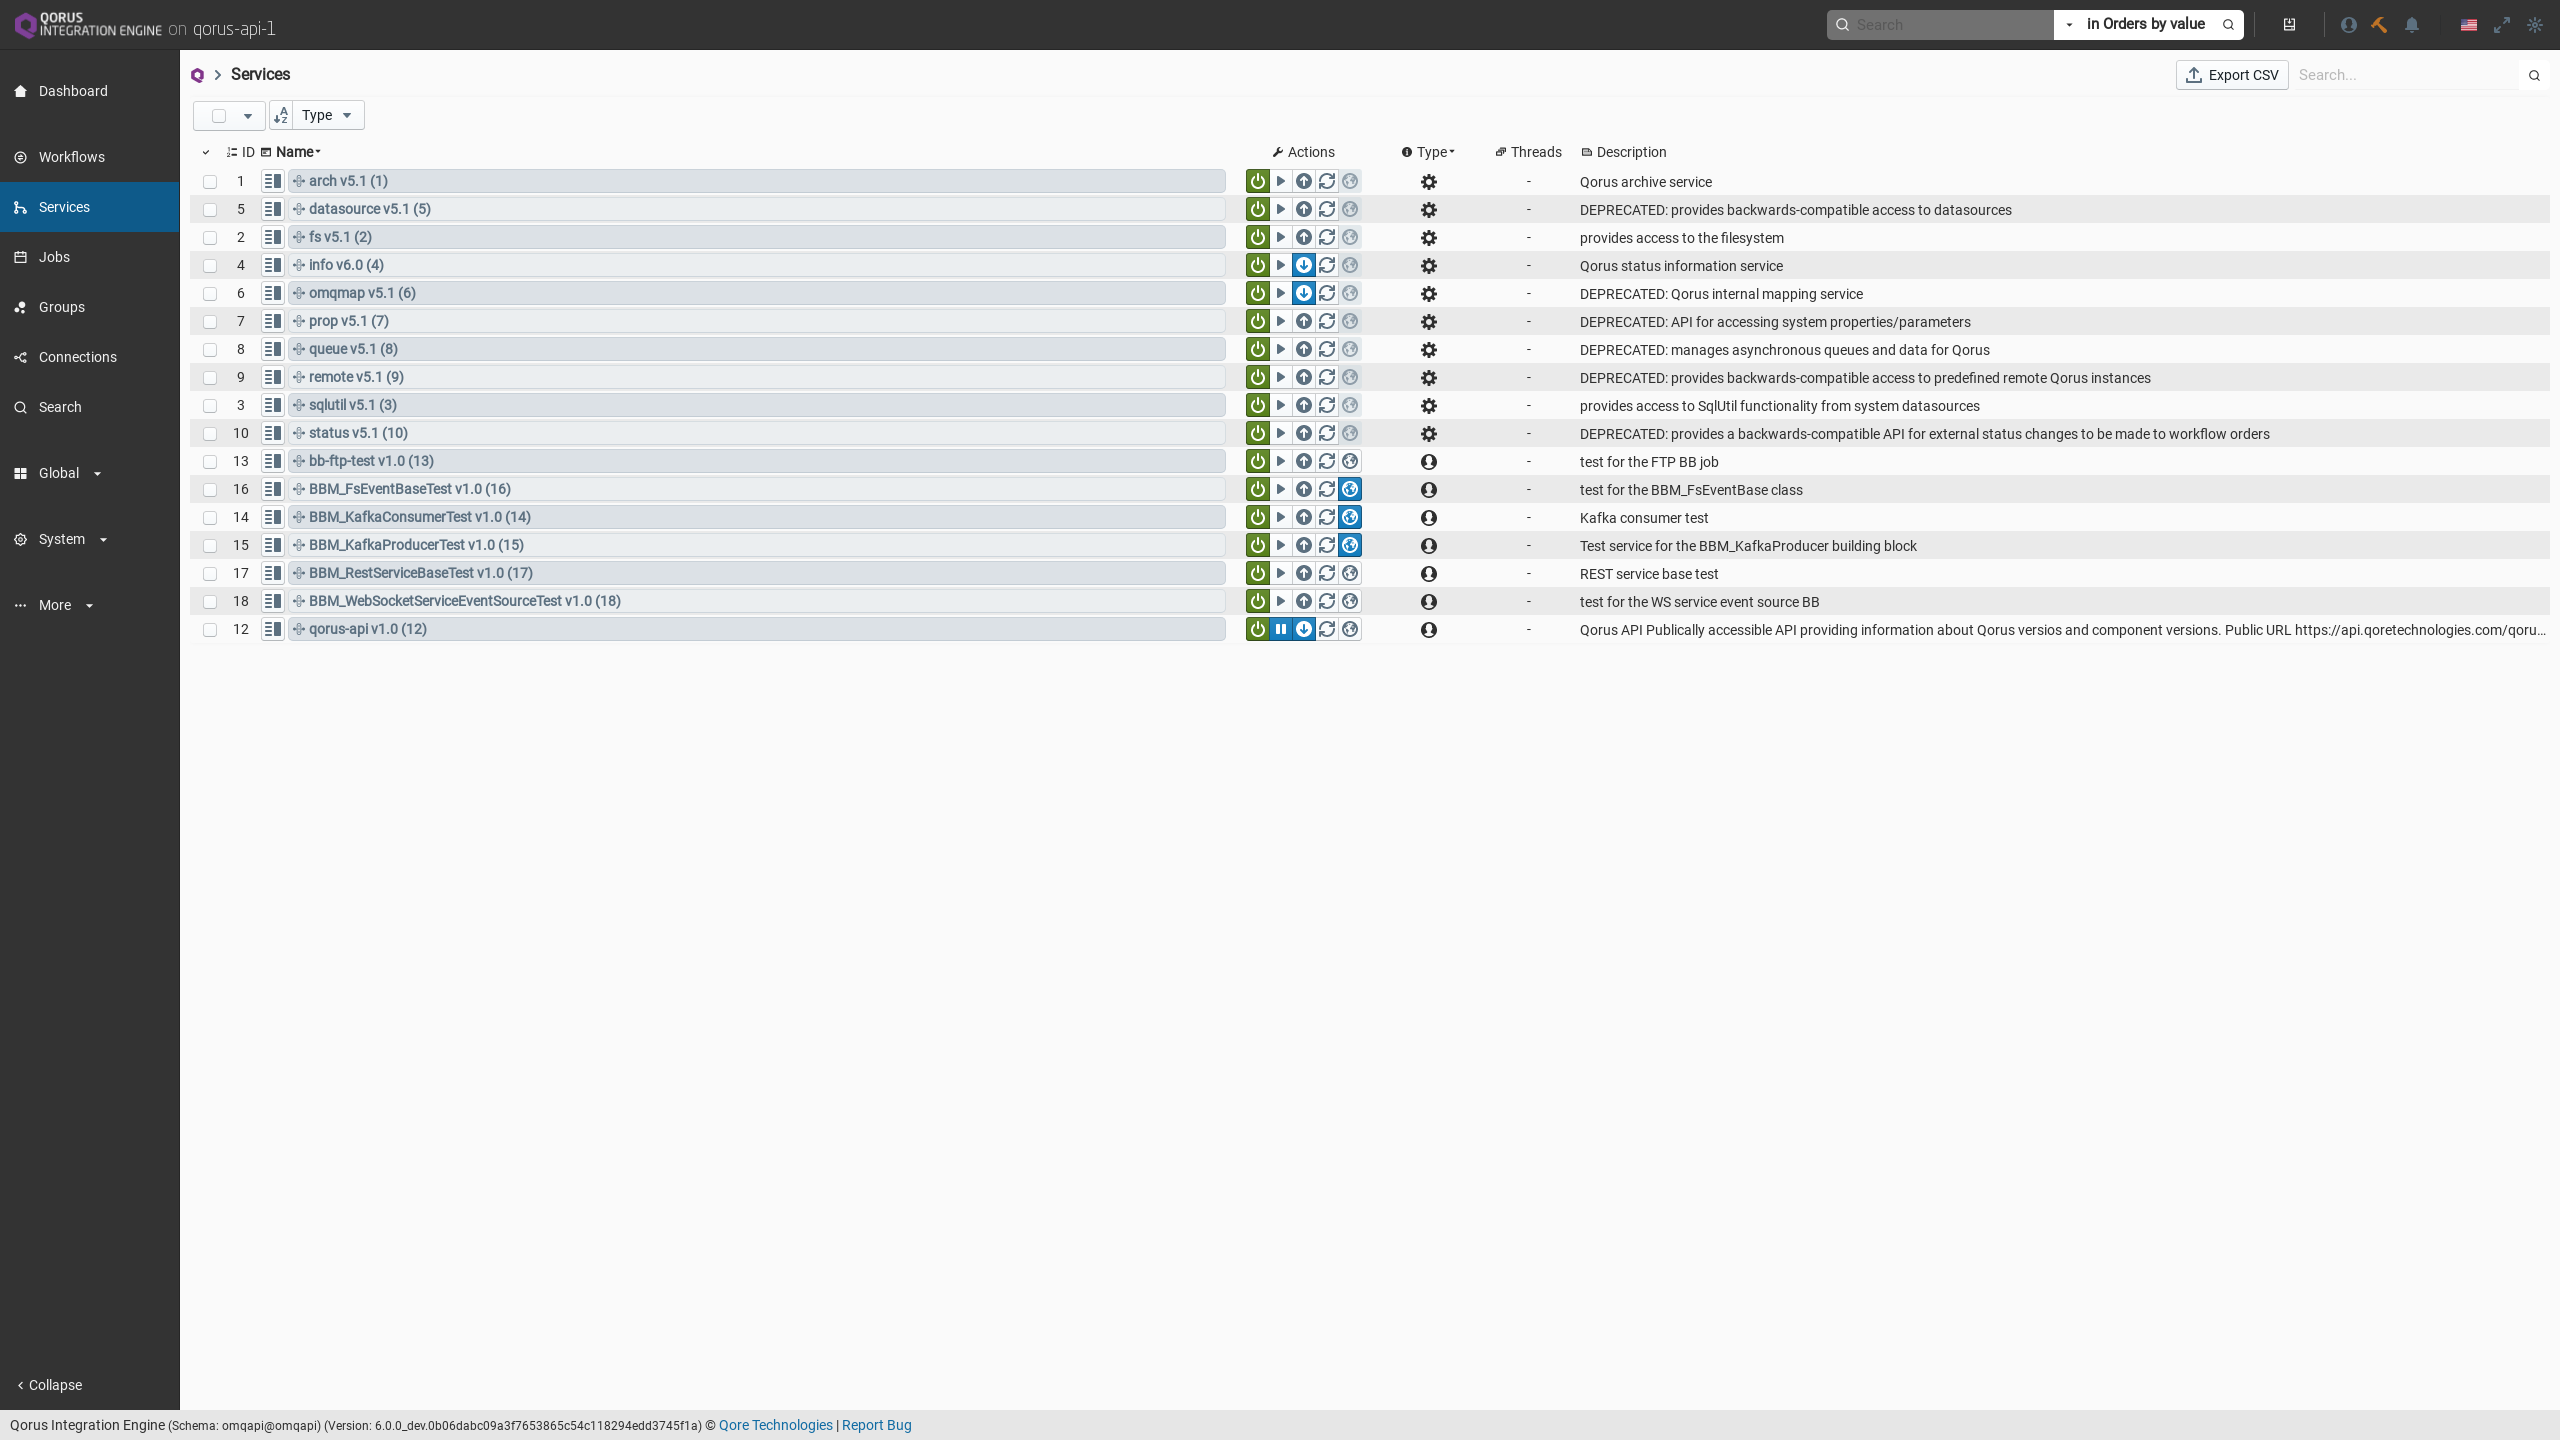 QORUS INTEGRATION ENGINE on qorus-api-1
Search
in Orders by value
Dashboard
Workflows
Services
Jobs
Groups
Connections
Search
Global
System
More
Collapse
Services
Export CSV
Search...
Type
ID Name Actions Type Threads Description
1 arch v5.1 (1) - Qorus archive service
5 datasource v5.1 (5) - DEPRECATED: provides backwards-compatible access to datasources
2 fs v5.1 (2) - provides access to the filesystem
4 info v6.0 (4) - Qorus status information service
6 omqmap v5.1 (6) - DEPRECATED: Qorus internal mapping service
7 prop v5.1 (7) - DEPRECATED: API for accessing system properties/parameters
8 queue v5.1 (8) - DEPRECATED: manages asynchronous queues and data for Qorus
9 remote v5.1 (9) - DEPRECATED: provides backwards-compatible access to predefined remote Qorus instances
3 sqlutil v5.1 (3) - provides access to SqlUtil functionality from system datasources
10 status v5.1 (10) - DEPRECATED: provides a backwards-compatible API for external status changes to be made to workflow orders
13 bb-ftp-test v1.0 (13) - test for the FTP BB job
16 BBM_FsEventBaseTest v1.0 (16) - test for the BBM_FsEventBase class
14 BBM_KafkaConsumerTest v1.0 (14) - Kafka consumer test
15 BBM_KafkaProducerTest v1.0 (15) - Test service for the BBM_KafkaProducer building block
17 BBM_RestServiceBaseTest v1.0 (17) - REST service base test
18 BBM_WebSocketServiceEventSourceTest v1.0 (18) - test for the WS service event source BB
12 qorus-api v1.0 (12) - Qorus API Publically accessible API providing information about Qorus versios and component versions. Public URL https://api.qoretechnologies.com/qoru...
Qorus Integration Engine (Schema: omqapi@omqapi) (Version: 6.0.0_dev.0b06dabc09a3f7653865c54c118294edd3745f1a) © Qore Technologies | Report Bug